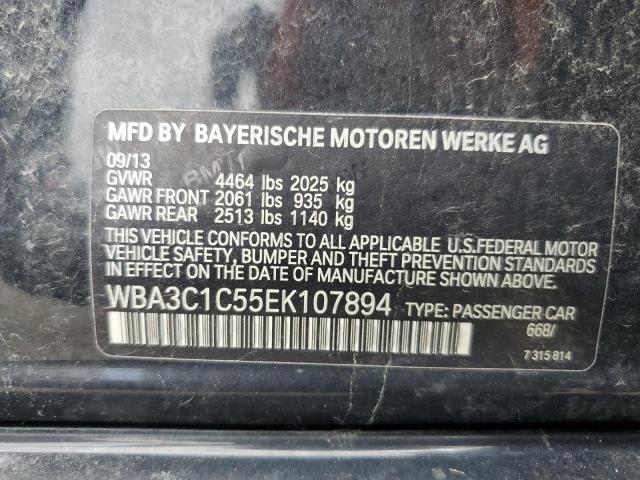 MFD BY BAYERISCHE MOTOREN WERKE AG
09/13
GVWR 4464 lbs 2025 kg
GAWR FRONT 2061 lbs 935 kg
GAWR REAR 2513 lbs 1140 kg
THIS VEHICLE CONFORMS TO ALL APPLICABLE U.S.FEDERAL MOTOR
VEHICLE SAFETY, BUMPER AND THEFT PREVENTION STANDARDS IN
EFFECT ON THE DATE OF MANUFACTURE SHOWN ABOVE.
WBA3C1C55EK107894 TYPE: PASSENGER CAR
668/
7 315 814